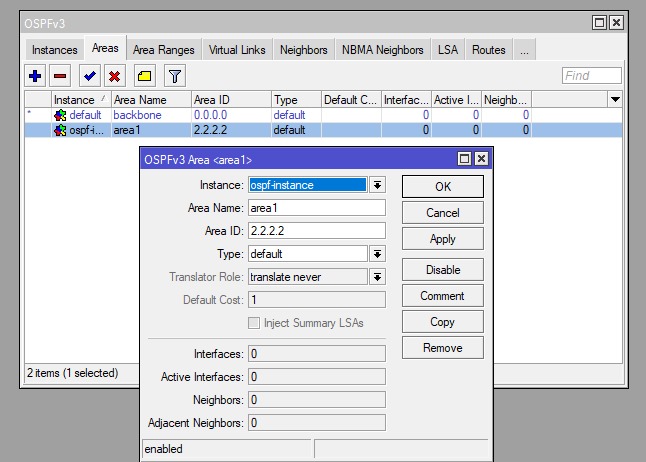 OSPFv3
Instances Areas Area Ranges Virtual Links Neighbors NBMA Neighbors LSA Routes ...
Find
Instance Area Name Area ID Type Default C... Interfac... Active I... Neighb...
* default backbone 0.0.0.0 default 0 0 0
ospf-i... area1 2.2.2.2 default 0 0 0
OSPFv3 Area <area1>
Instance: ospf-instance OK
Area Name: area1 Cancel
Area ID: 2.2.2.2 Apply
Type: default
Translator Role: translate never Disable
Default Cost: 1 Comment
Inject Summary LSAs Copy
Interfaces: 0 Remove
2 items (1 selected)
Active Interfaces: 0
Neighbors: 0
Adjacent Neighbors: 0
enabled